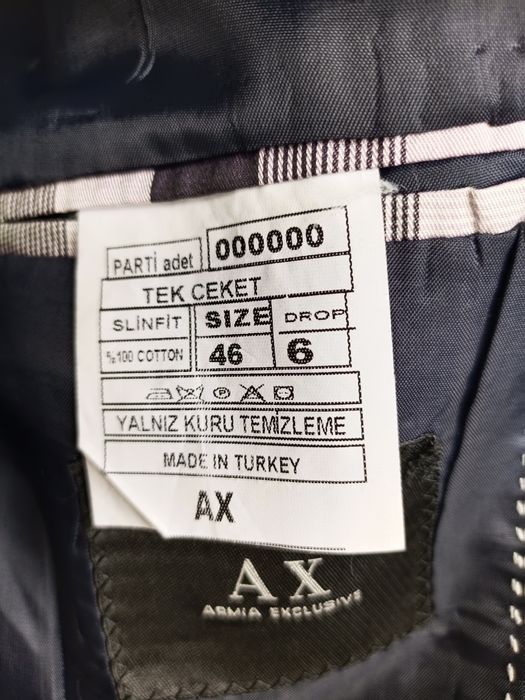 PARTİ adet 000000
TEK CEKET
SLİNFİT SIZE DROP
%100 COTTON 46 6
YALNIZ KURU TEMİZLEME
MADE IN TURKEY
AX
AX
ARMIA EXCLUSIVE